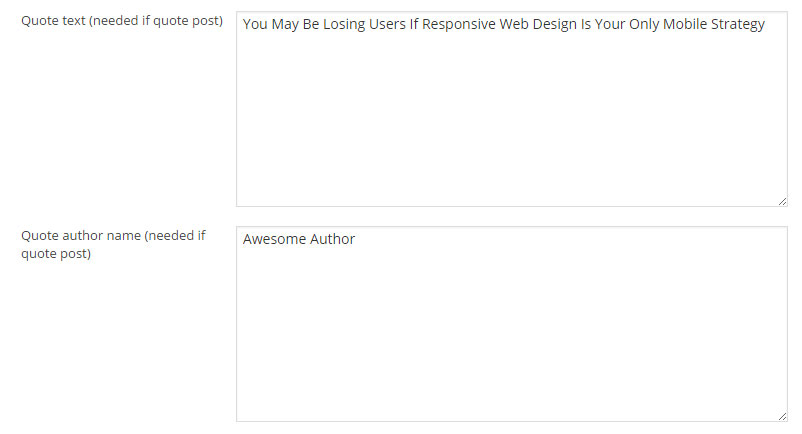 Quote text (needed if quote post)
You May Be Losing Users If Responsive Web Design Is Your Only Mobile Strategy
Quote author name (needed if
quote post)
Awesome Author